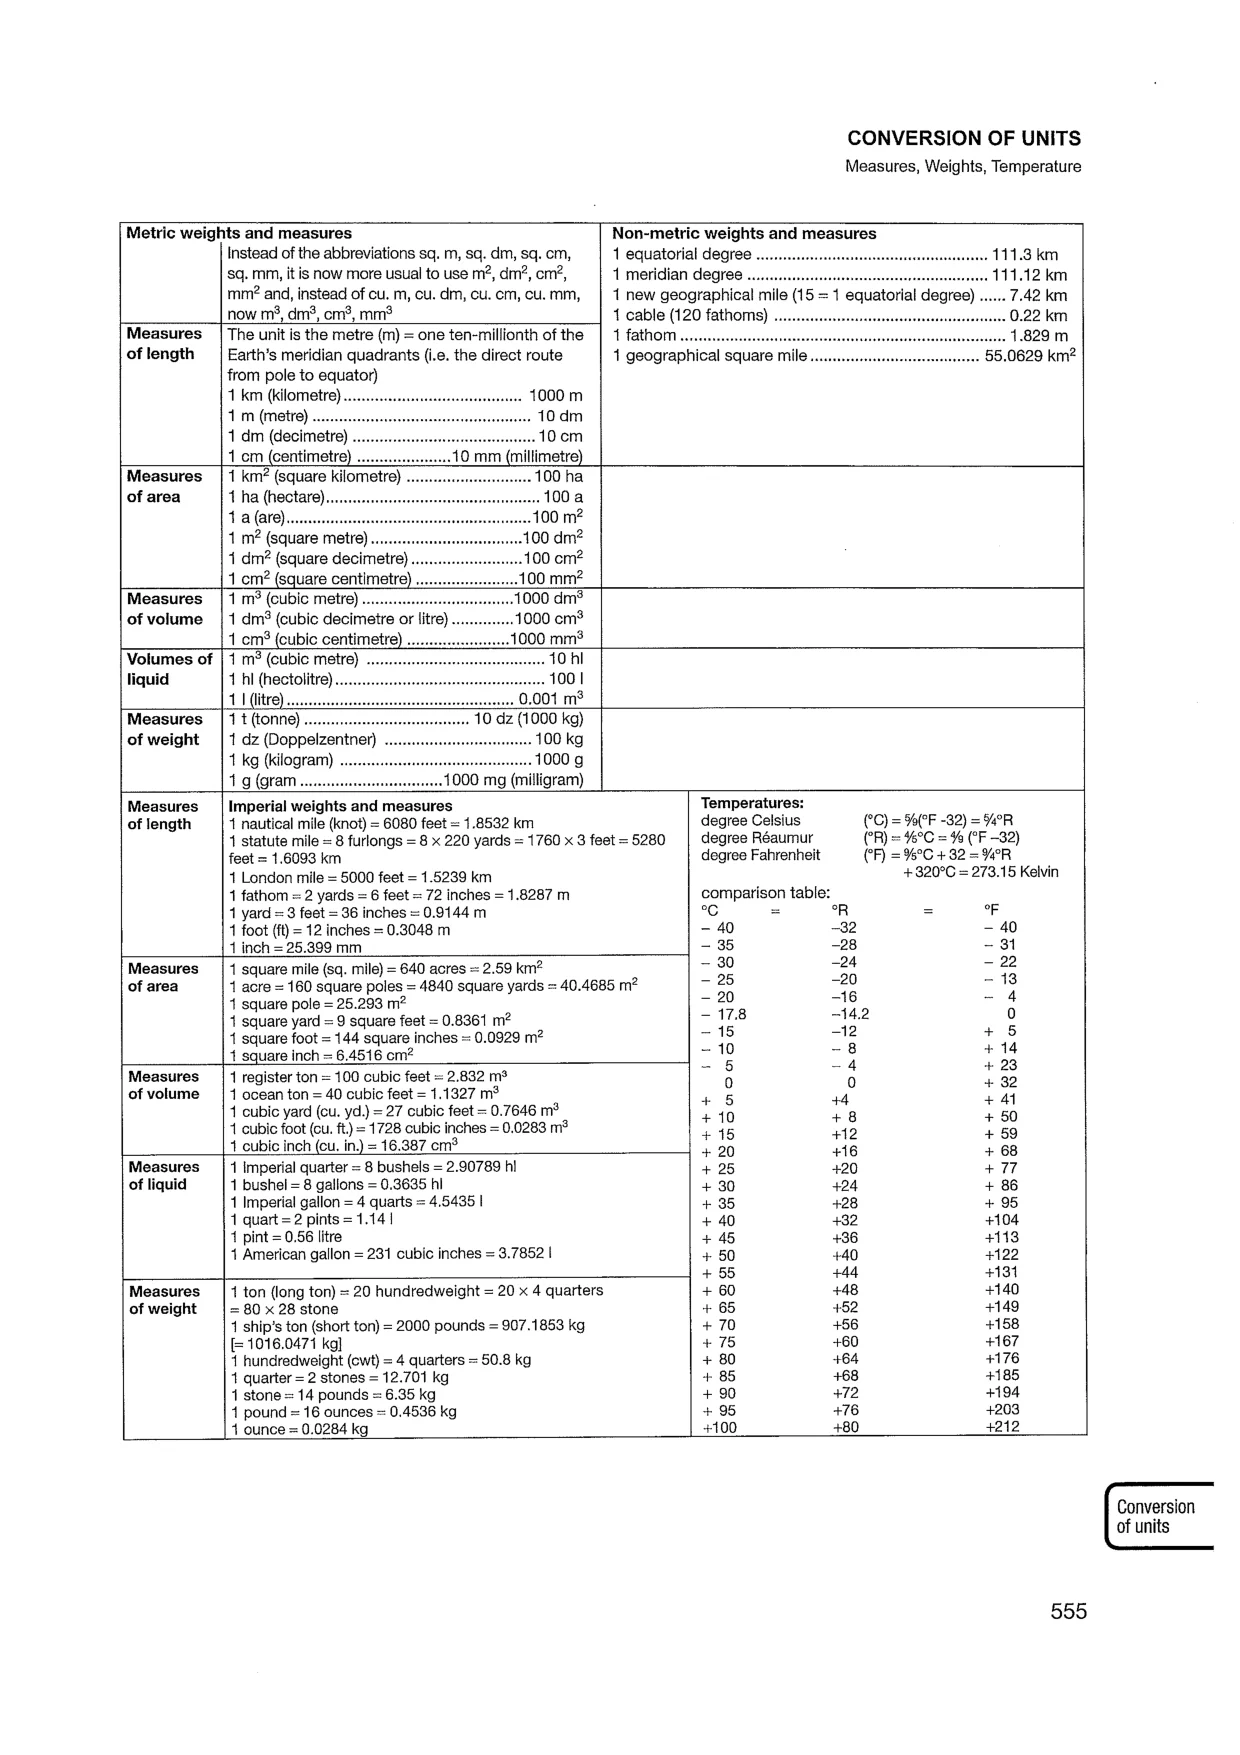 CONVERSION OF UNITS
Measures, Weights, Temperature
Metric weights and measures
Instead of the abbreviations sq. m, sq. dm, sq. cm,
sq. mm, it is now more usual to use m², dm², cm²,
mm² and, instead of cu. m, cu. dm, cu. cm, cu. mm,
now m³, dm³, cm³, mm³
Measures of length
The unit is the metre (m) = one ten-millionth of the
Earth's meridian quadrants (i.e. the direct route
from pole to equator)
1 km (kilometre) ........ 1000 m
1 m (metre) ........ 10 dm
1 dm (decimetre) ........ 10 cm
1 cm (centimetre) ........ 10 mm (millimetre)
Measures of area
1 km² (square kilometre) ........ 100 ha
1 ha (hectare) ........ 100 a
1 a (are) ........ 100 m²
1 m² (square metre) ........ 100 dm²
1 dm² (square decimetre) ........ 100 cm²
1 cm² (square centimetre) ........ 100 mm²
Measures of volume
1 m³ (cubic metre) ........ 1000 dm³
1 dm³ (cubic decimetre or litre) ........ 1000 cm³
1 cm³ (cubic centimetre) ........ 1000 mm³
Volumes of liquid
1 m³ (cubic metre) ........ 10 hl
1 hl (hectolitre) ........ 100 l
1 l (litre) ........ 0.001 m³
Measures of weight
1 t (tonne) ........ 10 dz (1000 kg)
1 dz (Doppelzentner) ........ 100 kg
1 kg (kilogram) ........ 1000 g
1 g (gram ........ 1000 mg (milligram)
Non-metric weights and measures
1 equatorial degree ........ 111.3 km
1 meridian degree ........ 111.12 km
1 new geographical mile (15 = 1 equatorial degree) ...... 7.42 km
1 cable (120 fathoms) ........ 0.22 km
1 fathom ........ 1.829 m
1 geographical square mile ........ 55.0629 km²
Measures of length
Imperial weights and measures
1 nautical mile (knot) = 6080 feet = 1.8532 km
1 statute mile = 8 furlongs = 8 x 220 yards = 1760 x 3 feet = 5280
feet = 1.6093 km
1 London mile = 5000 feet = 1.5239 km
1 fathom = 2 yards = 6 feet = 72 inches = 1.8287 m
1 yard = 3 feet = 36 inches = 0.9144 m
1 foot (ft) = 12 inches = 0.3048 m
1 inch = 25.399 mm
Measures of area
1 square mile (sq. mile) = 640 acres = 2.59 km²
1 acre = 160 square poles = 4840 square yards = 40.4685 m²
1 square pole = 25.293 m²
1 square yard = 9 square feet = 0.8361 m²
1 square foot = 144 square inches = 0.0929 m²
1 square inch = 6.4516 cm²
Measures of volume
1 register ton = 100 cubic feet = 2.832 m³
1 ocean ton = 40 cubic feet = 1.1327 m³
1 cubic yard (cu. yd.) = 27 cubic feet = 0.7646 m³
1 cubic foot (cu. ft.) = 1728 cubic inches = 0.0283 m³
1 cubic inch (cu. in.) = 16.387 cm³
Measures of liquid
1 Imperial quarter = 8 bushels = 2.90789 hl
1 bushel = 8 gallons = 0.3635 hl
1 Imperial gallon = 4 quarts = 4.5435 l
1 quart = 2 pints = 1.14 l
1 pint = 0.56 litre
1 American gallon = 231 cubic inches = 3.7852 l
Measures of weight
1 ton (long ton) = 20 hundredweight = 20 x 4 quarters
= 80 x 28 stone
1 ship's ton (short ton) = 2000 pounds = 907.1853 kg
[= 1016.0471 kg]
1 hundredweight (cwt) = 4 quarters = 50.8 kg
1 quarter = 2 stones = 12.701 kg
1 stone = 14 pounds = 6.35 kg
1 pound = 16 ounces = 0.4536 kg
1 ounce = 0.0284 kg
Temperatures:
degree Celsius (°C) = 5/9(°F -32) = 5/4°R
degree Réaumur (°R) = 4/5°C = 4/9 (°F –32)
degree Fahrenheit (°F) = 9/5°C + 32 = 9/4°R
+ 320°C = 273.15 Kelvin
comparison table:
°C = °R = °F
– 40 –32 – 40
– 35 –28 – 31
– 30 –24 – 22
– 25 –20 – 13
– 20 –16 – 4
– 17.8 –14.2 0
– 15 –12 + 5
– 10 – 8 + 14
– 5 – 4 + 23
0 0 + 32
+ 5 +4 + 41
+ 10 + 8 + 50
+ 15 +12 + 59
+ 20 +16 + 68
+ 25 +20 + 77
+ 30 +24 + 86
+ 35 +28 + 95
+ 40 +32 +104
+ 45 +36 +113
+ 50 +40 +122
+ 55 +44 +131
+ 60 +48 +140
+ 65 +52 +149
+ 70 +56 +158
+ 75 +60 +167
+ 80 +64 +176
+ 85 +68 +185
+ 90 +72 +194
+ 95 +76 +203
+100 +80 +212
Conversion
of units
555